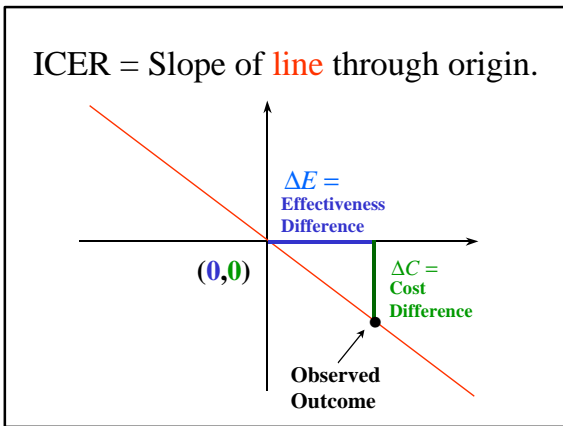 ICER = Slope of line through origin.
ΔE =
Effectiveness
Difference
(0,0)
ΔC =
Cost
Difference
Observed
Outcome